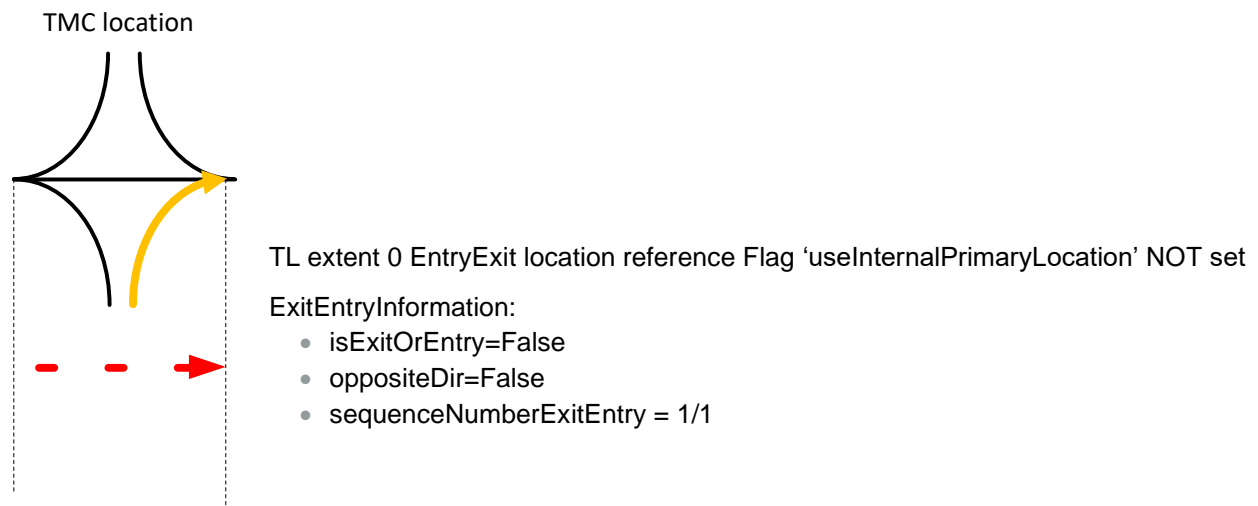 TMC location
TL extent 0 EntryExit location reference Flag ‘useInternalPrimaryLocation’ NOT set
ExitEntryInformation:
• isExitOrEntry=False
• oppositeDir=False
• sequenceNumberExitEntry = 1/1